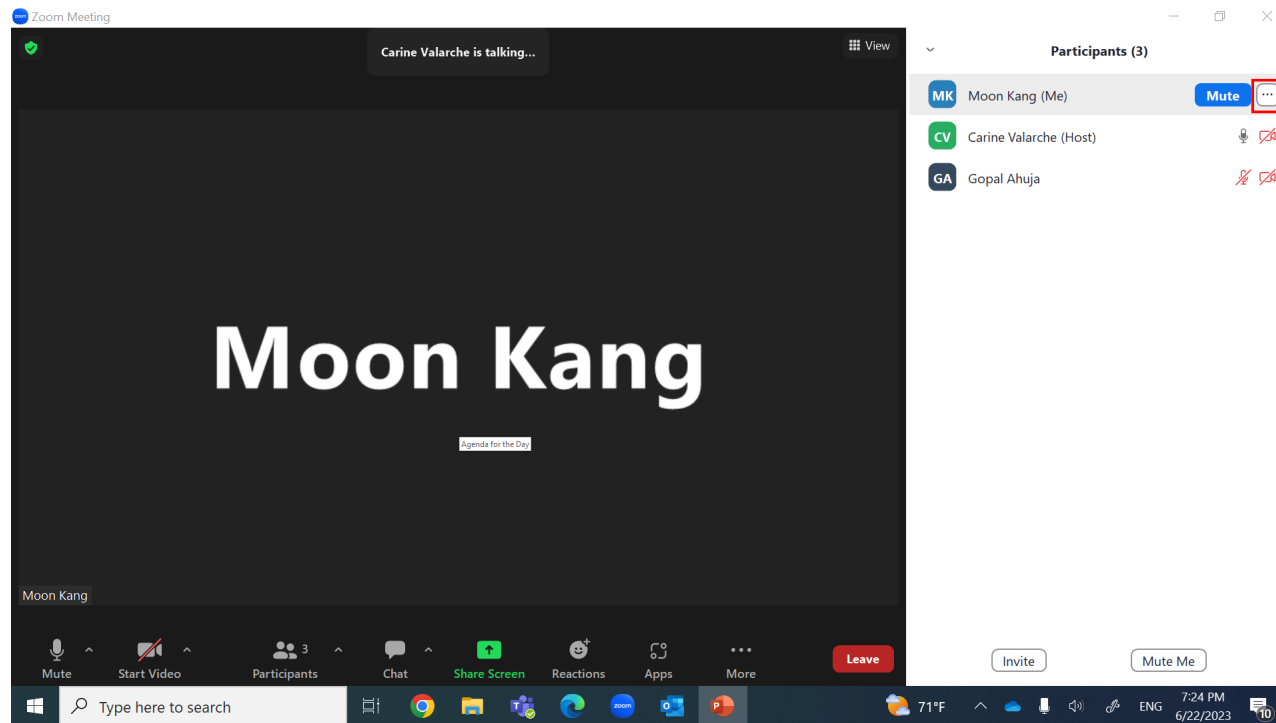 zoom Zoom Meeting
Carine Valarche is talking...
View
Participants (3)
MK Moon Kang (Me) Mute ...
CV Carine Valarche (Host)
GA Gopal Ahuja
Moon Kang
Agenda for the Day
Moon Kang
3
Mute Start Video Participants Chat Share Screen Reactions Apps More Leave
Invite Mute Me
Type here to search
zoom
71°F ENG 7:24 PM
6/22/2023
10